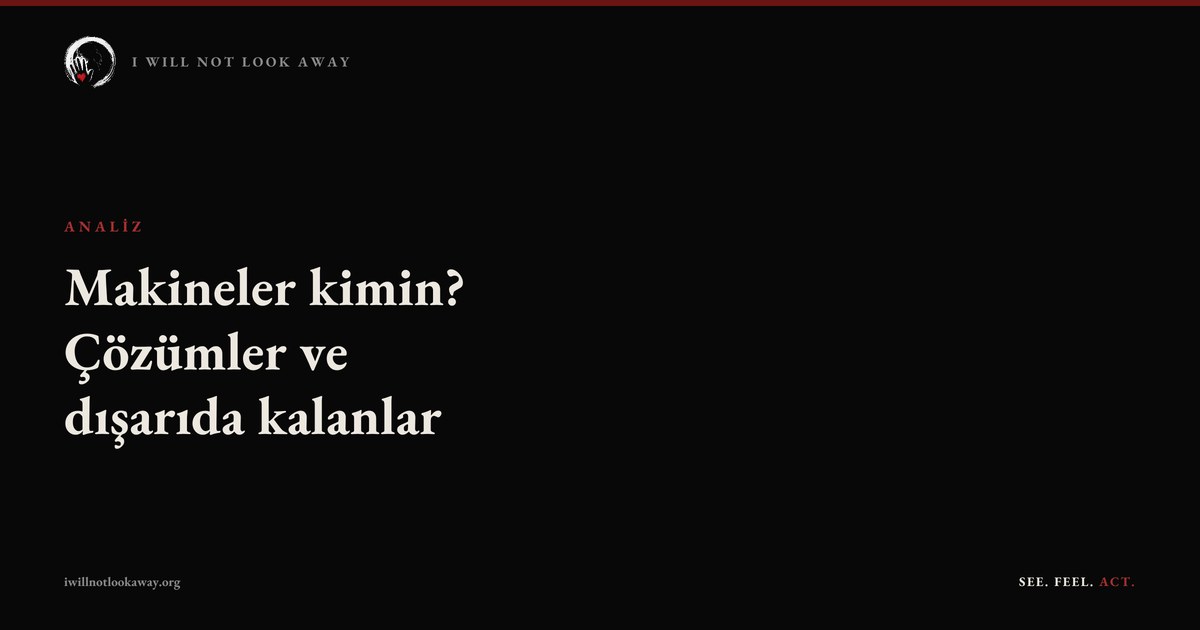 I WILL NOT LOOK AWAY
ANALİZ
Makineler kimin?
Çözümler ve
dışarıda kalanlar
iwillnotlookaway.org
SEE. FEEL. ACT.